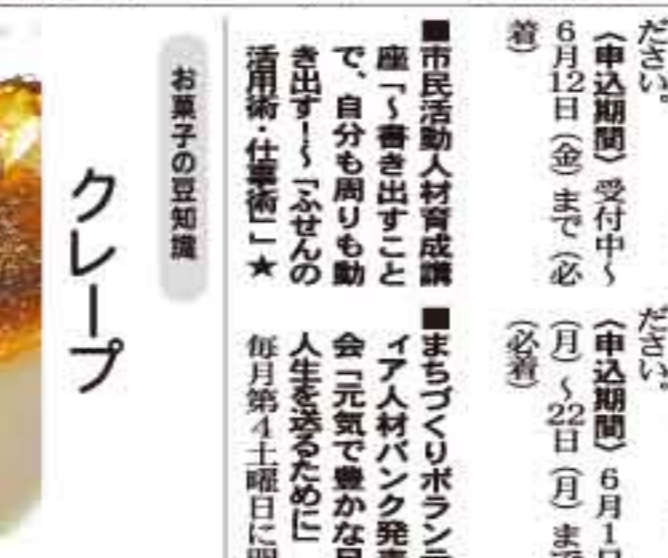 ださい。
〈申込期間〉受付中〜
6月12日（金）まで（必
着）
■市民活動人材育成講
座「〜書き出すこと
で、自分も周りも動
き出す！〜「ふせんの
活用術・仕事術」」★
ださい。
〈申込期間〉6月1日
（月）〜22日（月）まで
（必着）
■まちづくりボランテ
ィア人材バンク発表
会「元気で豊かな
人生を送るために」
毎月第4土曜日に
お菓子の豆知識
クレープ